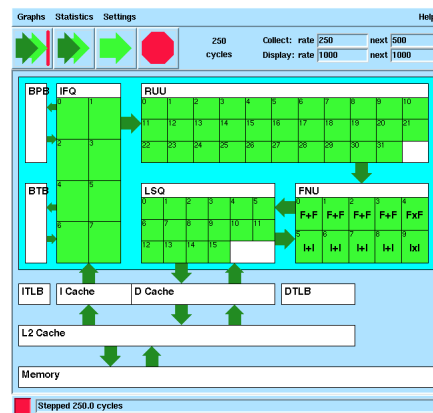 Graphs Statistics Settings Help
250 Collect: rate 250 next 500
cycles Display: rate 1000 next 1000
BPB IFQ RUU
0 1 0 1 2 3 4 5 6 7 8 9 10
11 12 13 14 15 16 17 18 19 20 21
2 3 22 23 24 25 26 27 28 29 30 31
BTB 4 5 LSQ FNU
0 1 2 3 4 5 0 1 2 3 4
F+F F+F F+F F+F FxF
6 7 6 7 8 9 10 11 5 6 7 8 9
I+I I+I I+I I+I IxI
12 13 14 15
ITLB I Cache D Cache DTLB
L2 Cache
Memory
Stepped 250.0 cycles